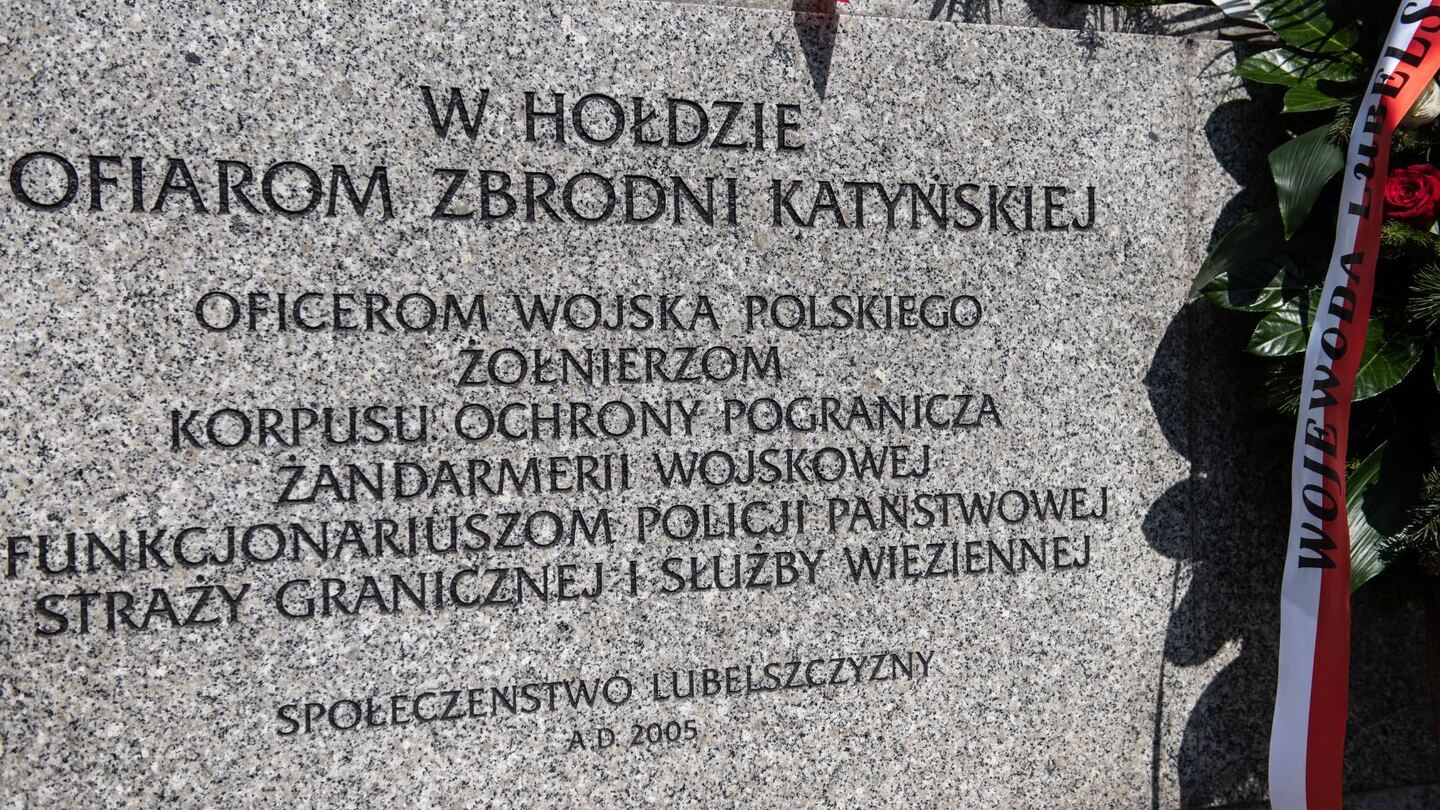 W HOŁDZIE
OFIAROM ZBRODNI KATYŃSKIEJ
OFICEROM WOJSKA POLSKIEGO
ŻOŁNIERZOM
KORPUSU OCHRONY POGRANICZA
ŻANDARMERII WOJSKOWEJ
FUNKCJONARIUSZOM POLICJI PAŃSTWOWEJ
STRAŻY GRANICZNEJ I SŁUŻBY WIĘZIENNEJ
SPOŁECZEŃSTWO LUBELSZCZYZNY
A.D. 2005
WOJEWODA LUBELS